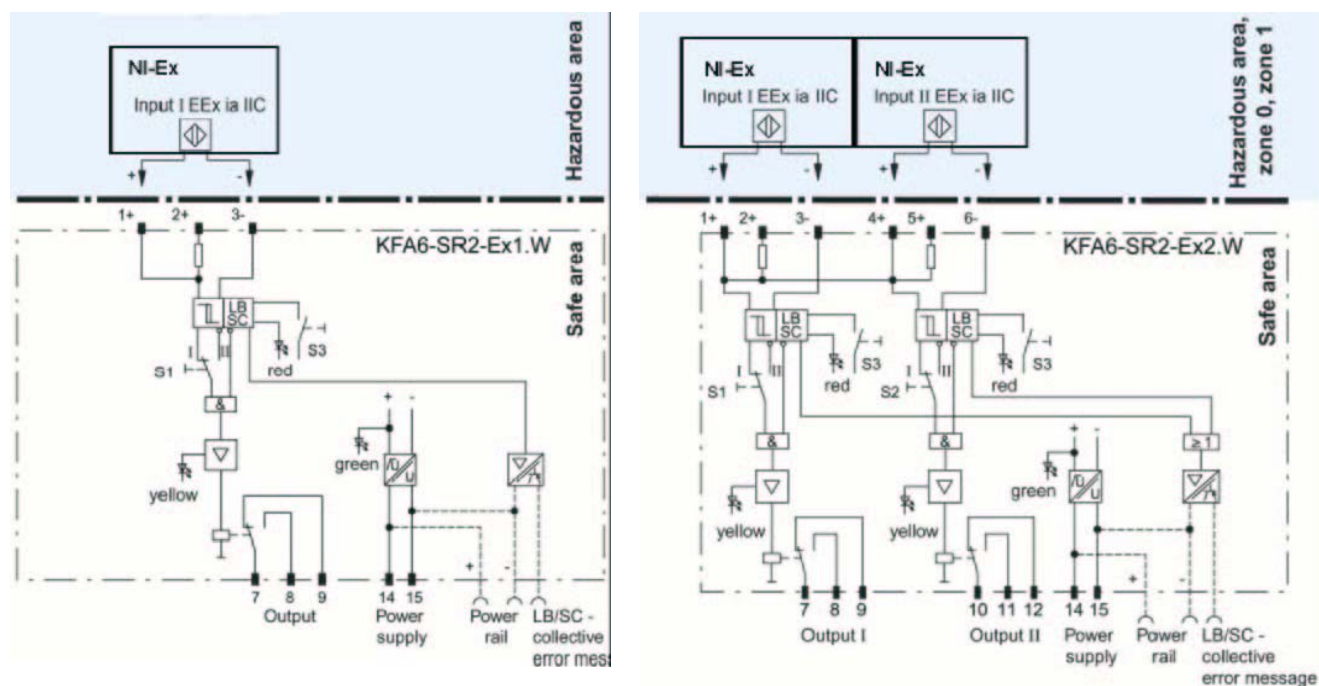 Hazardous area
NI-Ex
Input I EEx ia IIC
+
-
1+ 2+ 3-
KFA6-SR2-Ex1.W
Safe area
LB
SC
I II
S3
S1
red
&
+ -
green
U
yellow
+ -
7 8 9 14 15
Output
Power supply
Power rail
LB/SC -
collective
error mess
Hazardous area,
zone 0, zone 1
NI-Ex
Input I EEx ia IIC
NI-Ex
Input II EEx ia IIC
+ - + -
1+ 2+ 3- 4+ 5+ 6-
KFA6-SR2-Ex2.W
Safe area
LB
SC
LB
SC
I II
S3
S1
red
I II
S3
S2
red
& &
≥ 1
+ -
green
U
yellow
yellow
+ -
7 8 9 10 11 12 14 15
Output I
Output II
Power supply
Power rail
LB/SC -
collective
error message